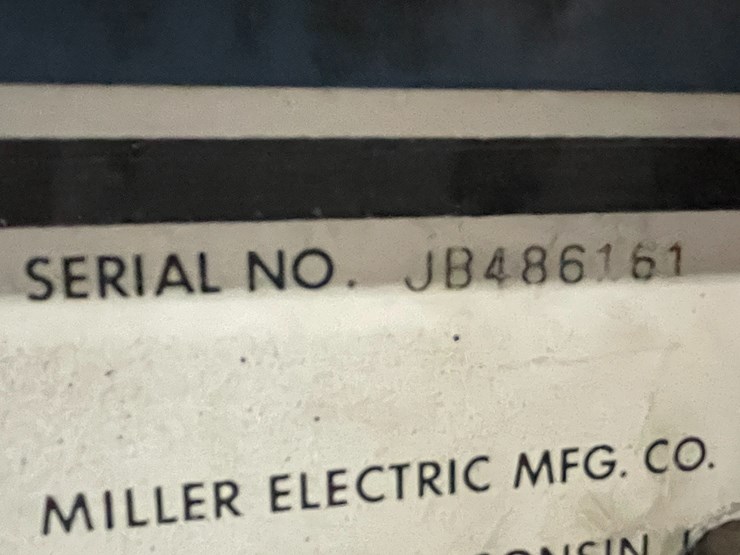 SERIAL NO. JB486161
MILLER ELECTRIC MFG. CO.